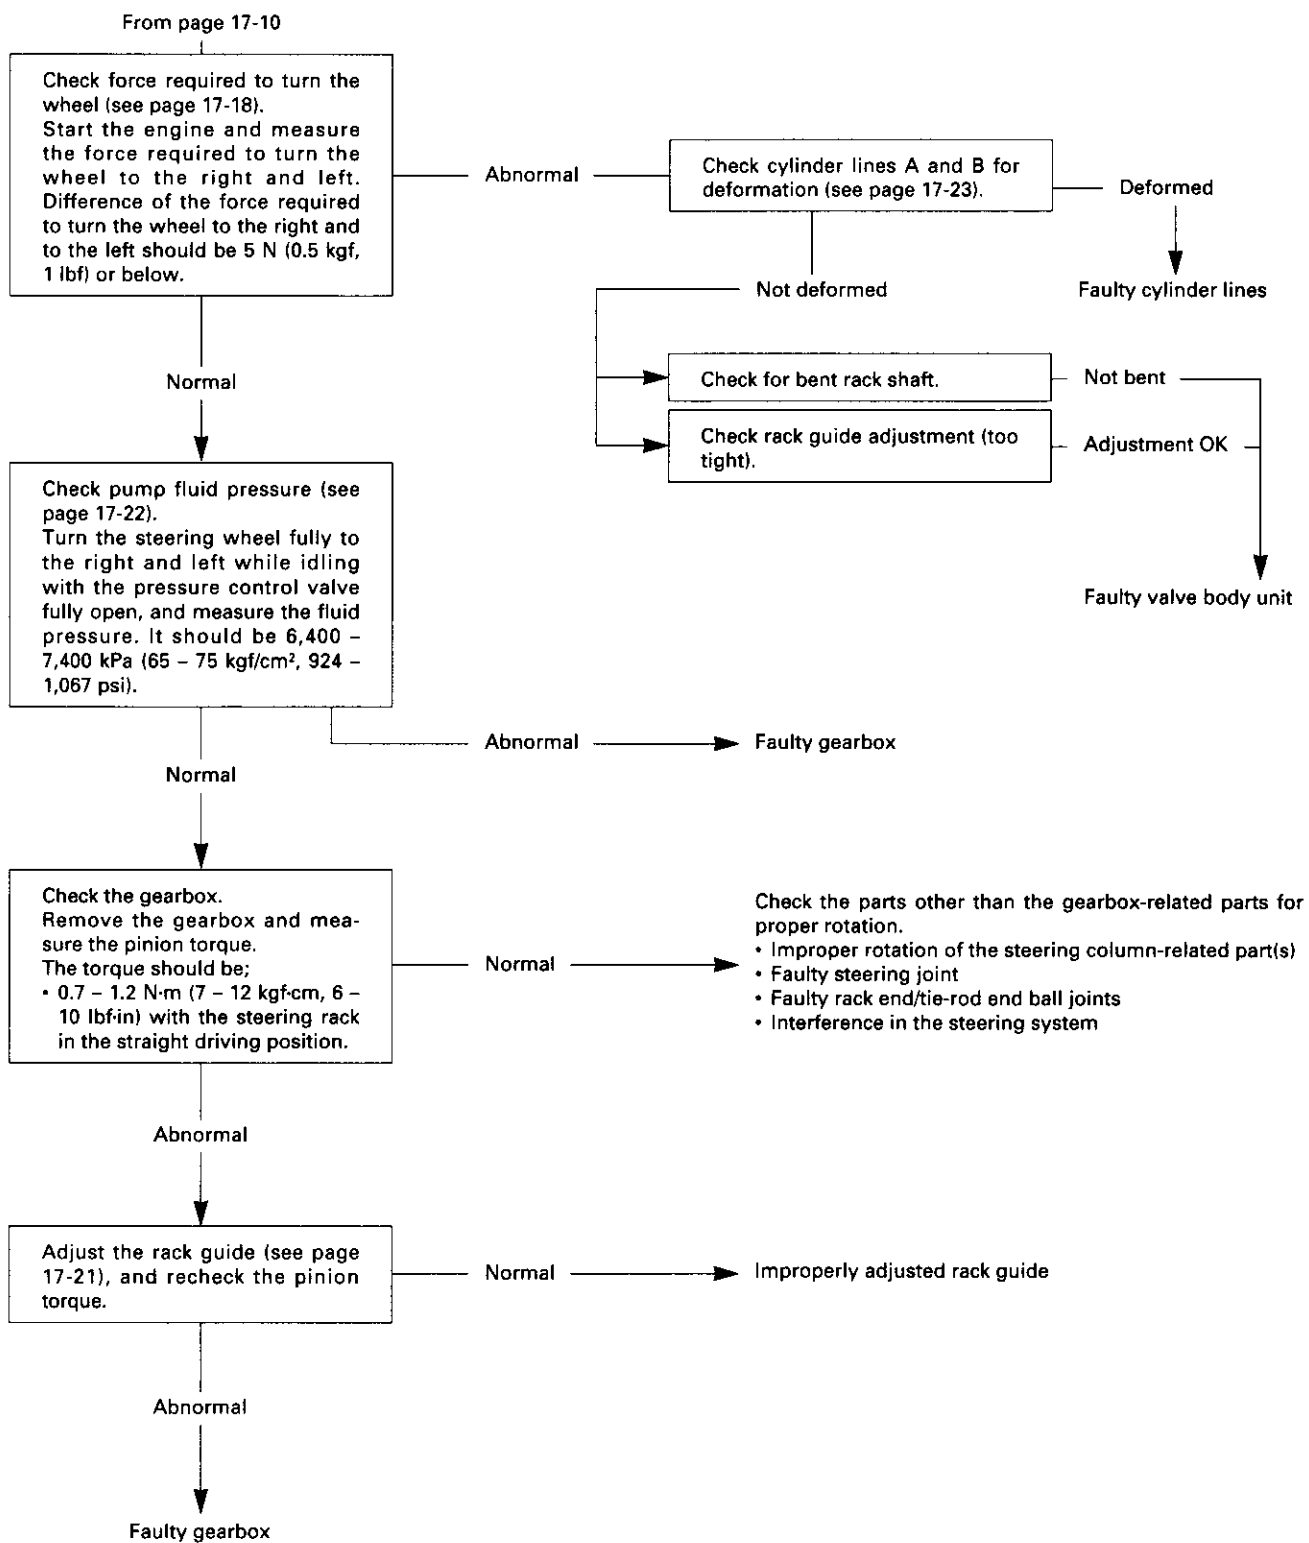 From page 17-10
Check force required to turn the
wheel (see page 17-18).
Start the engine and measure
the force required to turn the
wheel to the right and left.
Difference of the force required
to turn the wheel to the right and
to the left should be 5 N (0.5 kgf,
1 lbf) or below.
Abnormal
Check cylinder lines A and B for
deformation (see page 17-23).
Deformed
Faulty cylinder lines
Not deformed
Check for bent rack shaft.
Not bent
Check rack guide adjustment (too
tight).
Adjustment OK
Faulty valve body unit
Normal
Check pump fluid pressure (see
page 17-22).
Turn the steering wheel fully to
the right and left while idling
with the pressure control valve
fully open, and measure the fluid
pressure. It should be 6,400 –
7,400 kPa (65 – 75 kgf/cm², 924 –
1,067 psi).
Abnormal
Faulty gearbox
Normal
Check the gearbox.
Remove the gearbox and mea-
sure the pinion torque.
The torque should be;
• 0.7 – 1.2 N·m (7 – 12 kgf·cm, 6 –
10 lbf·in) with the steering rack
in the straight driving position.
Normal
Check the parts other than the gearbox-related parts for
proper rotation.
• Improper rotation of the steering column-related part(s)
• Faulty steering joint
• Faulty rack end/tie-rod end ball joints
• Interference in the steering system
Abnormal
Adjust the rack guide (see page
17-21), and recheck the pinion
torque.
Normal
Improperly adjusted rack guide
Abnormal
Faulty gearbox